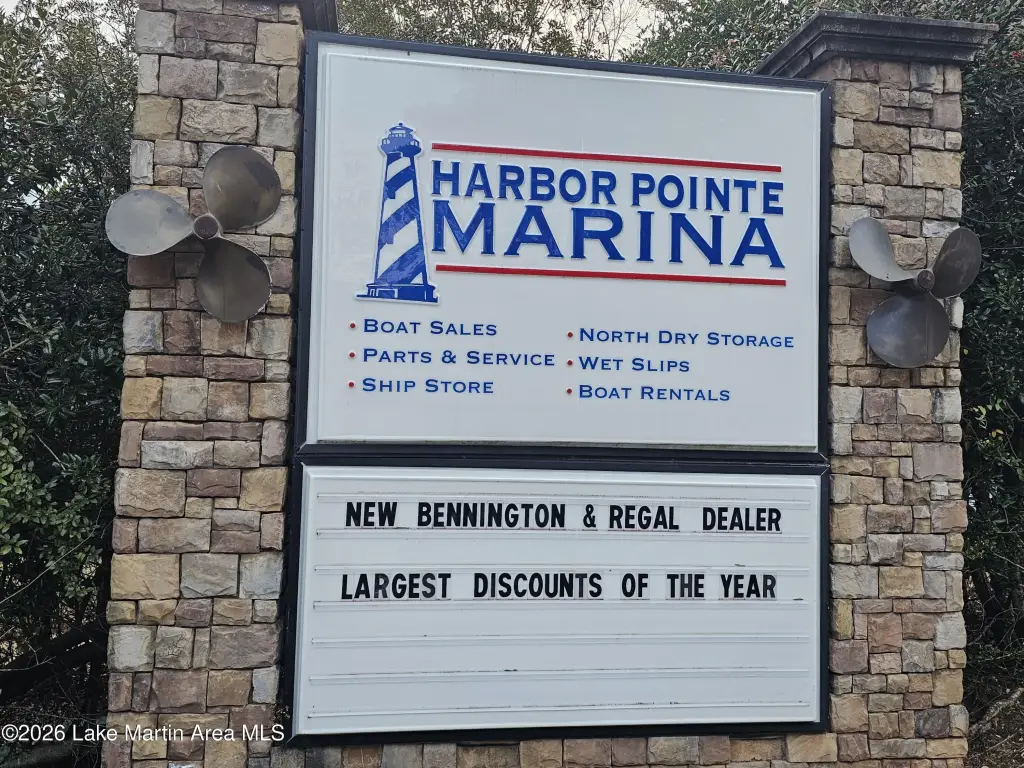 HARBOR POINTE
MARINA
• BOAT SALES
• PARTS & SERVICE
• SHIP STORE
• NORTH DRY STORAGE
• WET SLIPS
• BOAT RENTALS
NEW BENNINGTON & REGAL DEALER
LARGEST DISCOUNTS OF THE YEAR
©2026 Lake Martin Area MLS